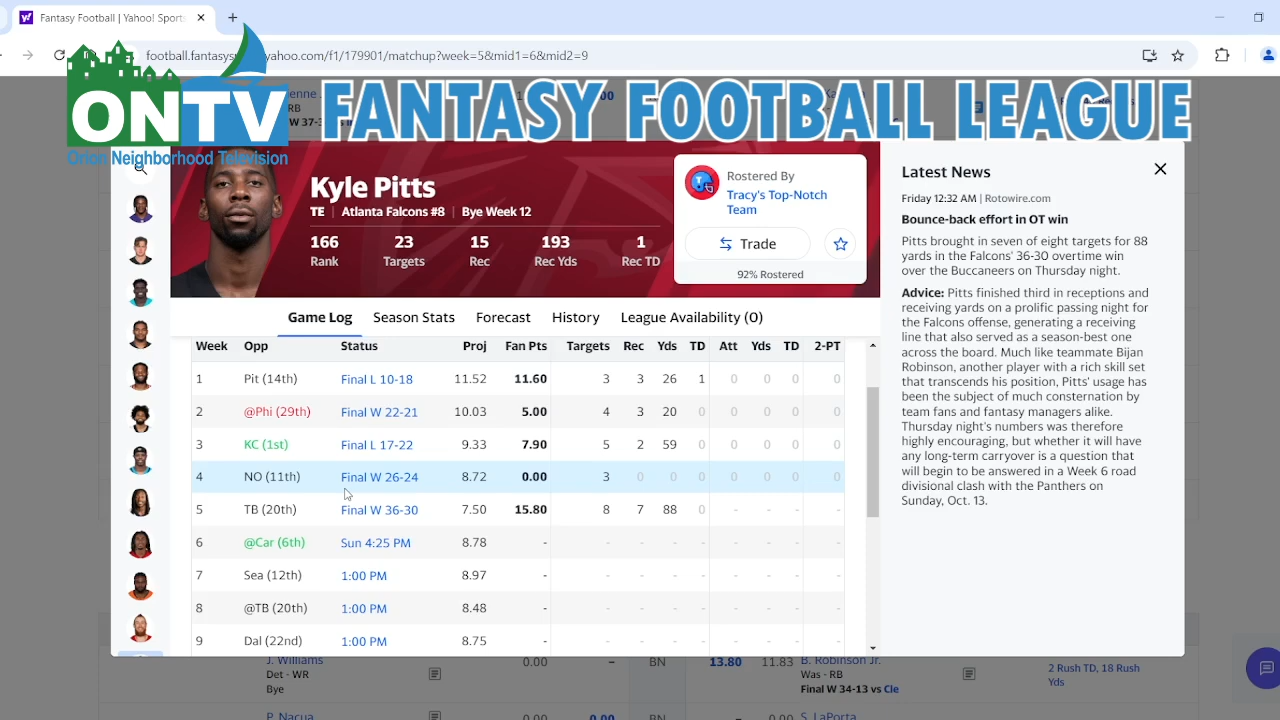 Fantasy Football | Yahoo! Sport
football.fantasys yahoo.com/f1/179901/matchup?week=5&mid1=6&mid2=9
ONTV
Orion Neighborhood Television
FANTASY FOOTBALL LEAGUE
Kyle Pitts
TE | Atlanta Falcons #8 | Bye Week 12
166 23 15 193 1
Rank Targets Rec Rec Yds Rec TD
Rostered By
Tracy's Top-Notch
Team
Trade
92% Rostered
Game Log Season Stats Forecast History League Availability (0)
Week Opp Status Proj Fan Pts Targets Rec Yds TD Att Yds TD 2-PT
1 Pit (14th) Final L 10-18 11.52 11.60 3 3 26 1 0 0 0 0
2 @Phi (29th) Final W 22-21 10.03 5.00 4 3 20 0 0 0 0 0
3 KC (1st) Final L 17-22 9.33 7.90 5 2 59 0 0 0 0 0
4 NO (11th) Final W 26-24 8.72 0.00 3 0 0 0 0 0 0 0
5 TB (20th) Final W 36-30 7.50 15.80 8 7 88 0 - - - -
6 @Car (6th) Sun 4:25 PM 8.78 - - - - - - - - -
7 Sea (12th) 1:00 PM 8.97 - - - - - - - - -
8 @TB (20th) 1:00 PM 8.48 - - - - - - - - -
9 Dal (22nd) 1:00 PM 8.75 - - - - - - - - -
Latest News
Friday 12:32 AM | Rotowire.com
Bounce-back effort in OT win
Pitts brought in seven of eight targets for 88
yards in the Falcons' 36-30 overtime win
over the Buccaneers on Thursday night.
Advice: Pitts finished third in receptions and
receiving yards on a prolific passing night for
the Falcons offense, generating a receiving
line that also served as a season-best one
across the board. Much like teammate Bijan
Robinson, another player with a rich skill set
that transcends his position, Pitts' usage has
been the subject of much consternation by
team fans and fantasy managers alike.
Thursday night's numbers was therefore
highly encouraging, but whether it will have
any long-term carryover is a question that
will begin to be answered in a Week 6 road
divisional clash with the Panthers on
Sunday, Oct. 13.
J. Williams 0.00 – BN 13.80 11.83 B. Robinson Jr. 2 Rush TD, 18 Rush
Det - WR Was - RB Yds
Bye Final W 34-13 vs Cle
P. Nacua 0.00 0.00 BN – 0.00 S. LaPorta